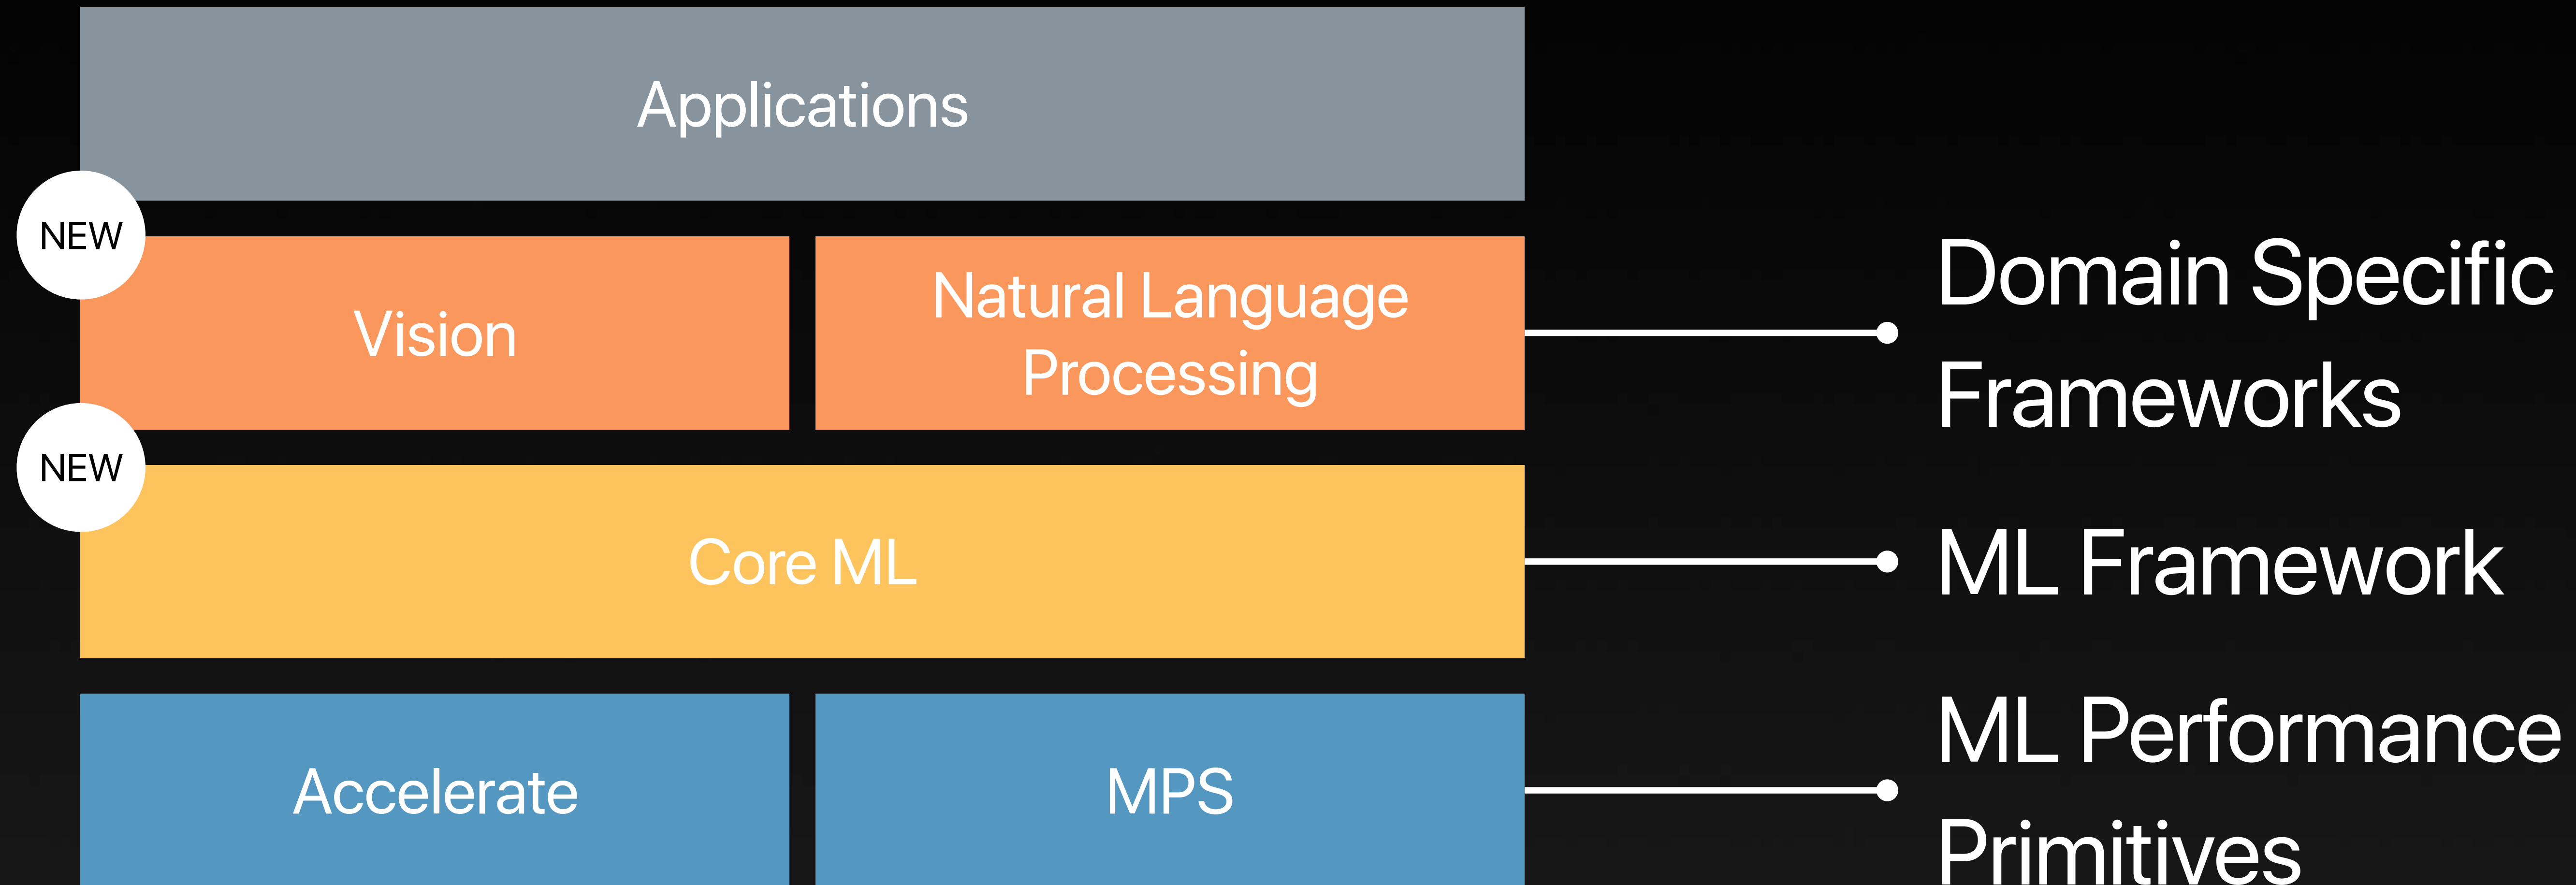 Applications
NEW
Vision
Natural Language
Processing
Domain Specific
Frameworks
NEW
Core ML
ML Framework
Accelerate
MPS
ML Performance
Primitives